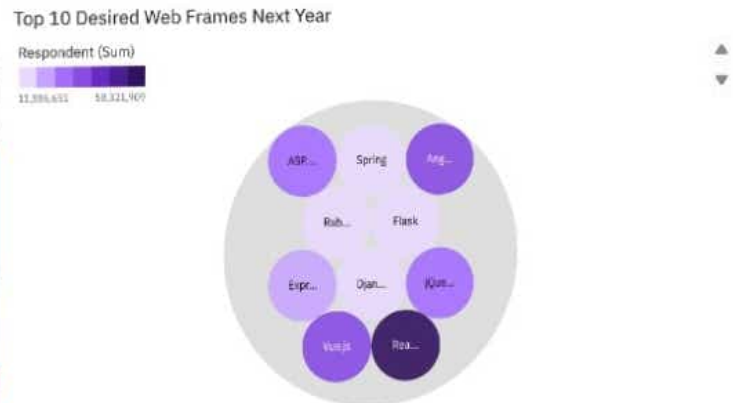 Top 10 Desired Web Frames Next Year
Respondent (Sum)
ASP...
Spring
Ang...
Rub...
Flask
Expr...
Djan...
jQue...
Vue.js
Rea...